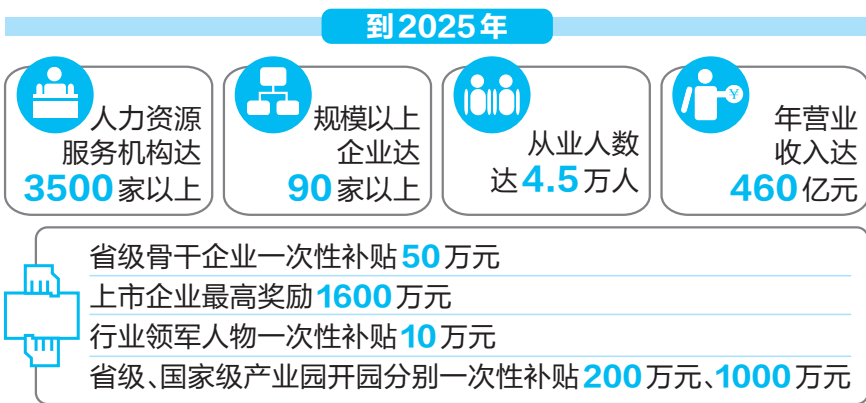 到2025年
人力资源
服务机构达
3500家以上
规模以上
企业达
90家以上
从业人数
达4.5万人
¥
年营业
收入达
460亿元
省级骨干企业一次性补贴50万元
上市企业最高奖励1600万元
行业领军人物一次性补贴10万元
省级、国家级产业园开园分别一次性补贴200万元、1000万元